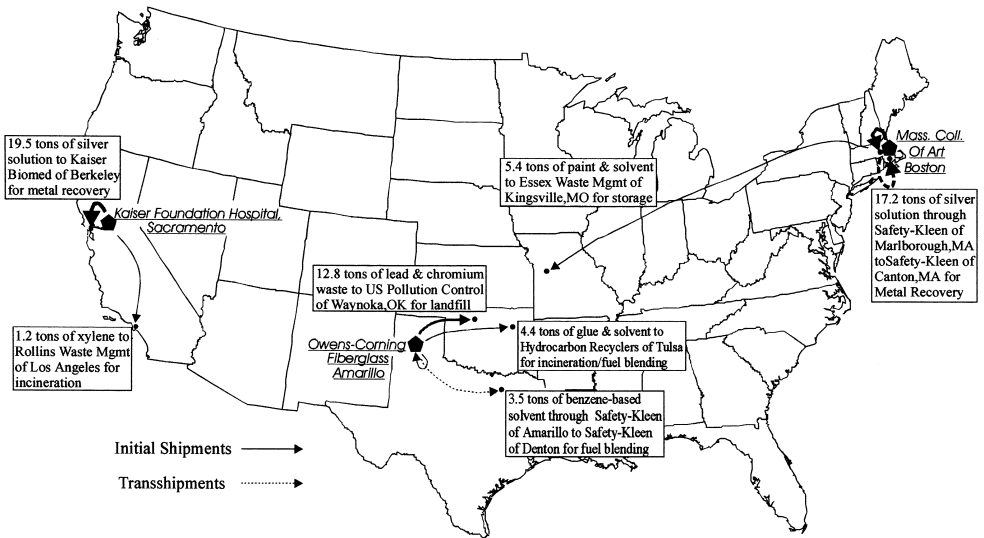 19.5 tons of silver
solution to Kaiser
Biomed of Berkeley
for metal recovery
Kaiser Foundation Hospital,
Sacramento
1.2 tons of xylene to
Rollins Waste Mgmt
of Los Angeles for
incineration
5.4 tons of paint & solvent
to Essex Waste Mgmt of
Kingsville,MO for storage
Mass. Coll.
Of Art
Boston
17.2 tons of silver
solution through
Safety-Kleen of
Marlborough,MA
toSafety-Kleen of
Canton,MA for
Metal Recovery
12.8 tons of lead & chromium
waste to US Pollution Control
of Waynoka,OK for landfill
Owens-Corning
Fiberglass
Amarillo
4.4 tons of glue & solvent to
Hydrocarbon Recyclers of Tulsa
for incineration/fuel blending
3.5 tons of benzene-based
solvent through Safety-Kleen
of Amarillo to Safety-Kleen
of Denton for fuel blending
Initial Shipments
Transshipments